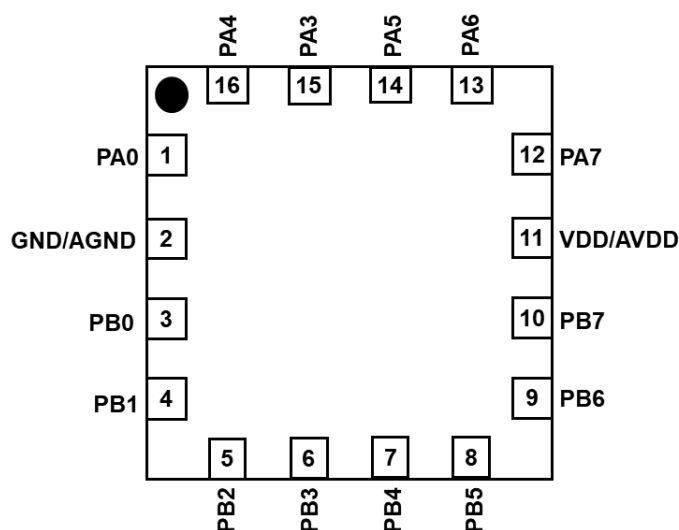 PA4 PA3 PA5 PA6
16 15 14 13
PA0 1 12 PA7
GND/AGND 2 11 VDD/AVDD
PB0 3 10 PB7
PB1 4 9 PB6
5 6 7 8
PB2 PB3 PB4 PB5